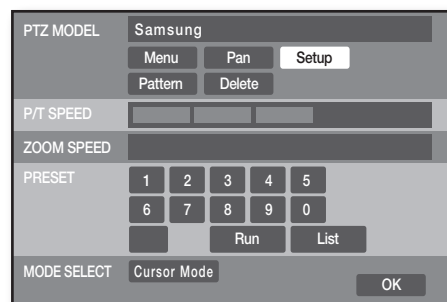 PTZ MODEL Samsung
Menu Pan Setup
Pattern Delete
P/T SPEED
ZOOM SPEED
PRESET 1 2 3 4 5
6 7 8 9 0
Run List
MODE SELECT Cursor Mode
OK